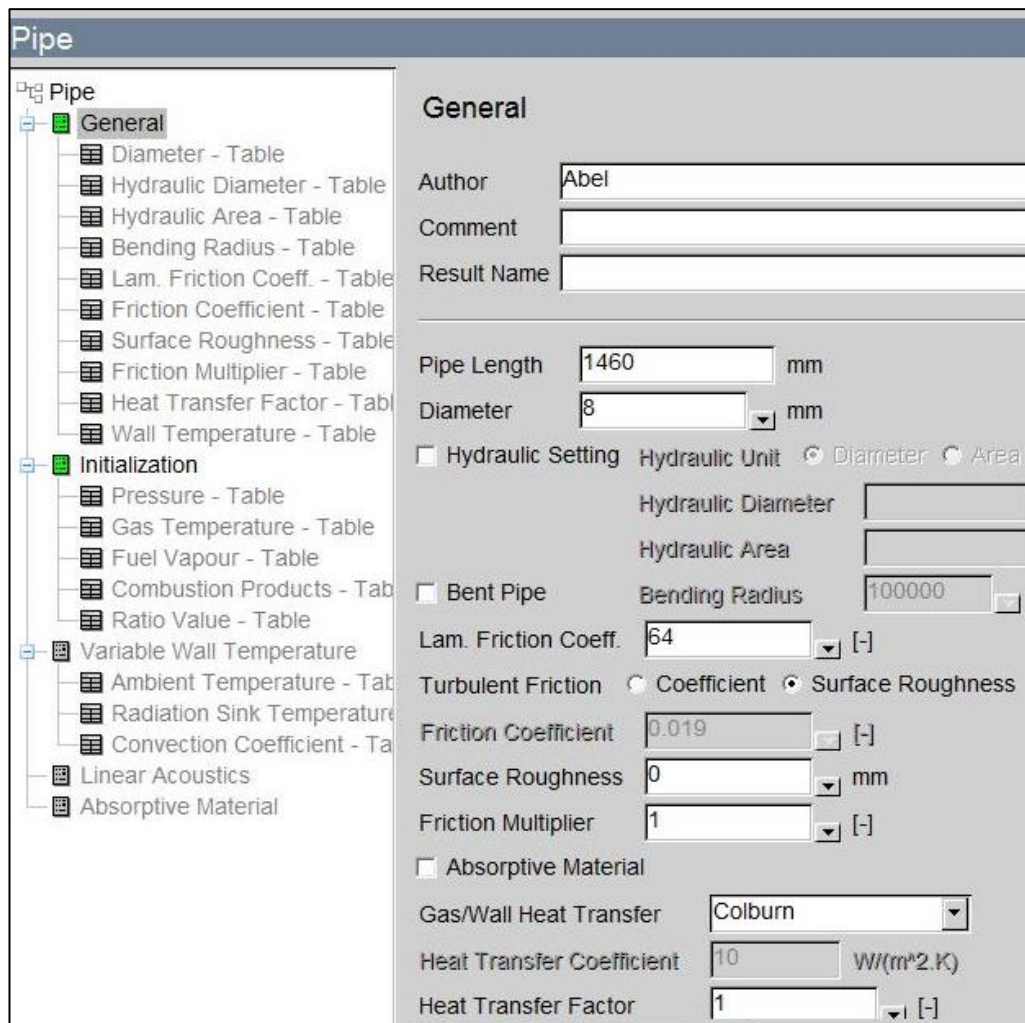 Pipe
Pipe
General
Diameter - Table
Hydraulic Diameter - Table
Hydraulic Area - Table
Bending Radius - Table
Lam. Friction Coeff. - Table
Friction Coefficient - Table
Surface Roughness - Table
Friction Multiplier - Table
Heat Transfer Factor - Tabl
Wall Temperature - Table
Initialization
Pressure - Table
Gas Temperature - Table
Fuel Vapour - Table
Combustion Products - Tab
Ratio Value - Table
Variable Wall Temperature
Ambient Temperature - Tab
Radiation Sink Temperature
Convection Coefficient - Ta
Linear Acoustics
Absorptive Material
General
Author Abel
Comment
Result Name
Pipe Length 1460 mm
Diameter 8 mm
Hydraulic Setting Hydraulic Unit Diameter Area
Hydraulic Diameter
Hydraulic Area
Bent Pipe Bending Radius 100000
Lam. Friction Coeff. 64 [-]
Turbulent Friction Coefficient Surface Roughness
Friction Coefficient 0.019 [-]
Surface Roughness 0 mm
Friction Multiplier 1 [-]
Absorptive Material
Gas/Wall Heat Transfer Colburn
Heat Transfer Coefficient 10 W/(m^2.K)
Heat Transfer Factor 1 [-]